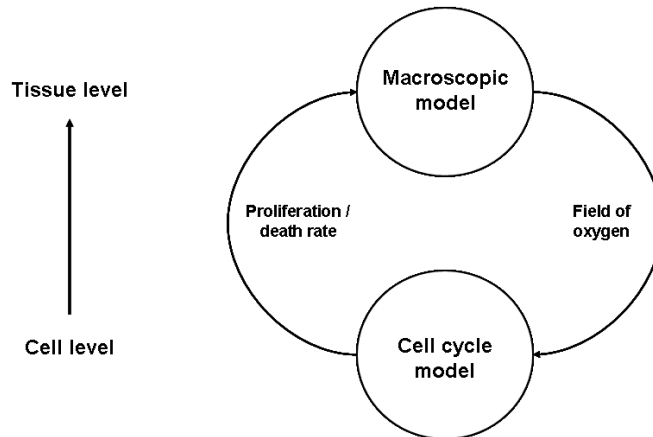 Tissue level
Macroscopic
model
Proliferation /
death rate
Field of
oxygen
Cell level
Cell cycle
model